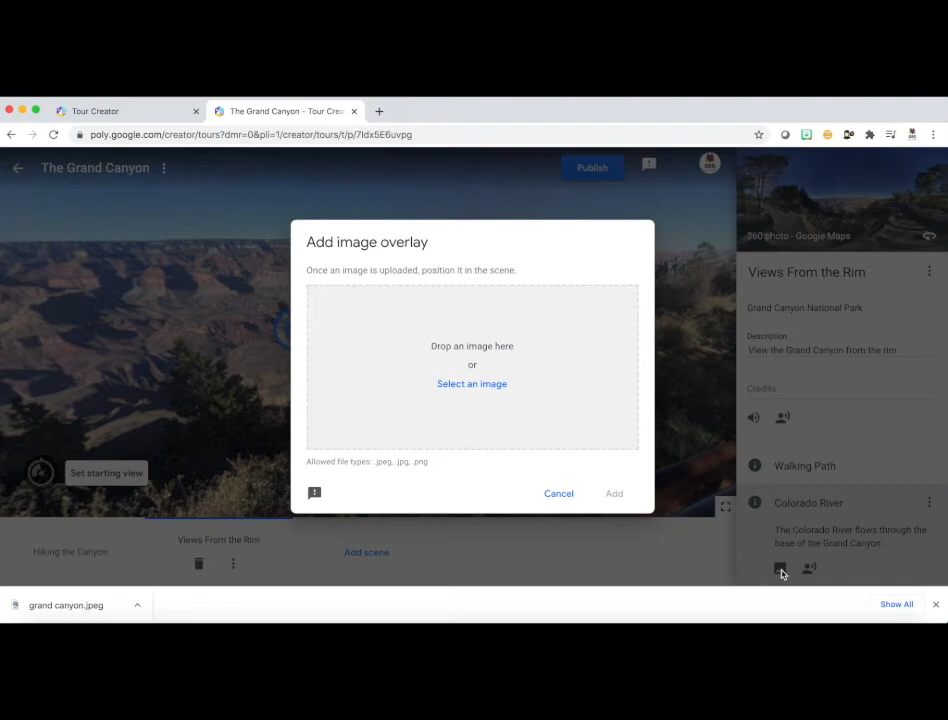 Tour Creator
The Grand Canyon - Tour Crea
poly.google.com/creator/tours?dmr=0&pli=1/creator/tours/t/p/7Idx5E6uvpg
The Grand Canyon
Publish
360 photo - Google Maps
Add image overlay
Once an image is uploaded, position it in the scene.
Drop an image here
or
Select an image
Allowed file types: .jpeg, .jpg, .png
Cancel
Add
Views From the Rim
Grand Canyon National Park
Description
View the Grand Canyon from the rim
Credits
Walking Path
Colorado River
The Colorado River flows through the
base of the Grand Canyon.
Set starting view
Hiking the Canyon
Views From the Rim
Add scene
grand canyon.jpeg
Show All